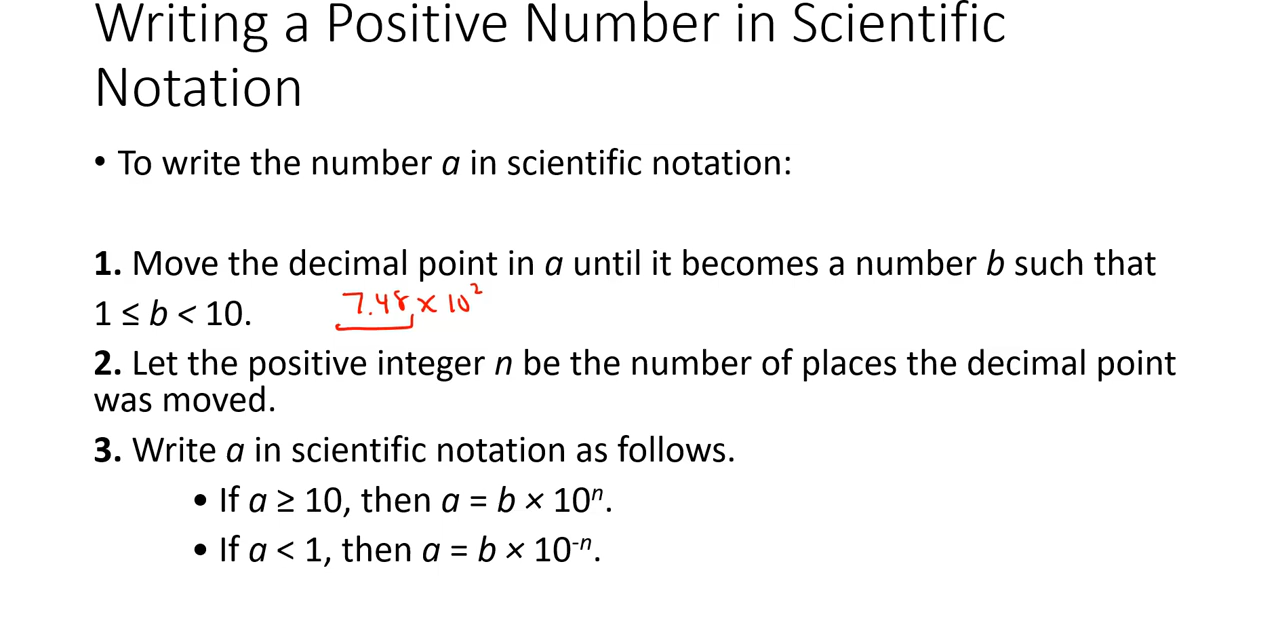 Writing a Positive Number in Scientific
Notation
• To write the number a in scientific notation:
1. Move the decimal point in a until it becomes a number b such that
1 ≤ b < 10.
7.48 × 10²
2. Let the positive integer n be the number of places the decimal point
was moved.
3. Write a in scientific notation as follows.
• If a ≥ 10, then a = b × 10ⁿ.
• If a < 1, then a = b × 10⁻ⁿ.